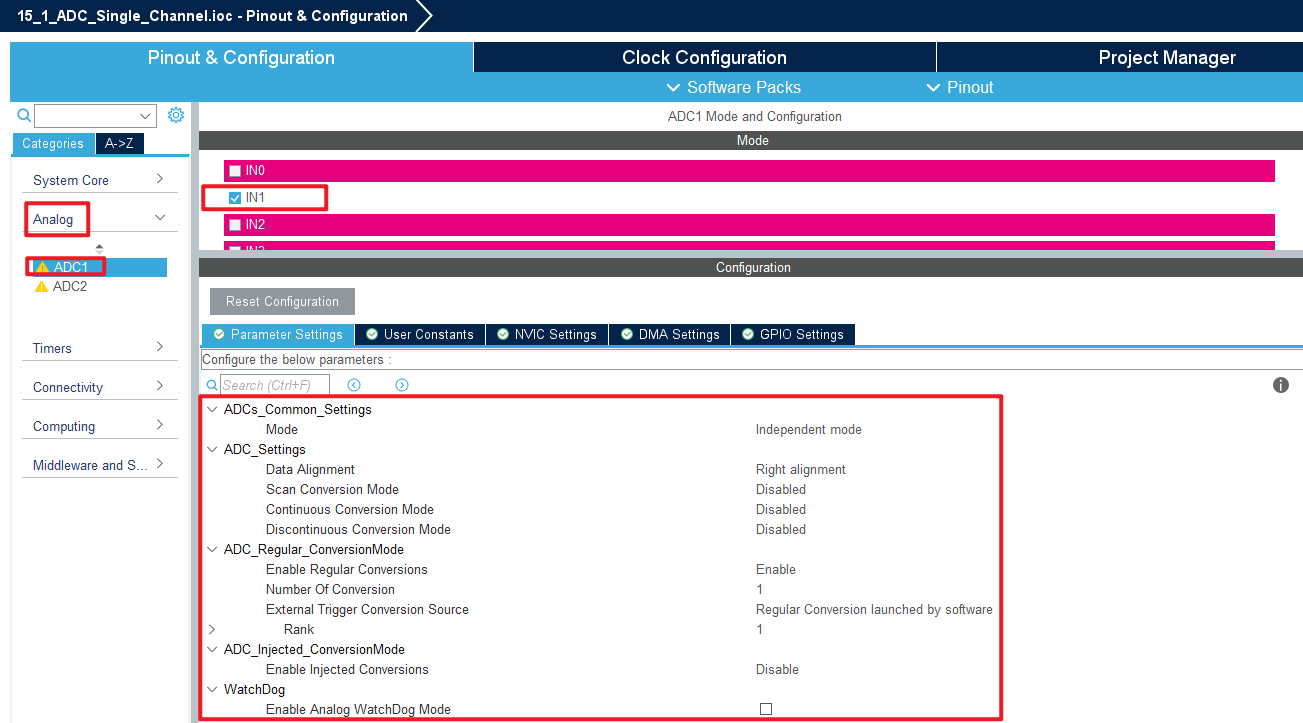 15_1_ADC_Single_Channel.ioc - Pinout & Configuration
Pinout & Configuration
Clock Configuration
Project Manager
Software Packs
Pinout
Categories
A->Z
System Core
Analog
ADC1
ADC2
Timers
Connectivity
Computing
Middleware and S...
ADC1 Mode and Configuration
Mode
IN0
IN1
IN2
IN3
Configuration
Reset Configuration
Parameter Settings
User Constants
NVIC Settings
DMA Settings
GPIO Settings
Configure the below parameters :
Search (Ctrl+F)
ADCs_Common_Settings
Mode Independent mode
ADC_Settings
Data Alignment Right alignment
Scan Conversion Mode Disabled
Continuous Conversion Mode Disabled
Discontinuous Conversion Mode Disabled
ADC_Regular_ConversionMode
Enable Regular Conversions Enable
Number Of Conversion 1
External Trigger Conversion Source Regular Conversion launched by software
Rank 1
ADC_Injected_ConversionMode
Enable Injected Conversions Disable
WatchDog
Enable Analog WatchDog Mode